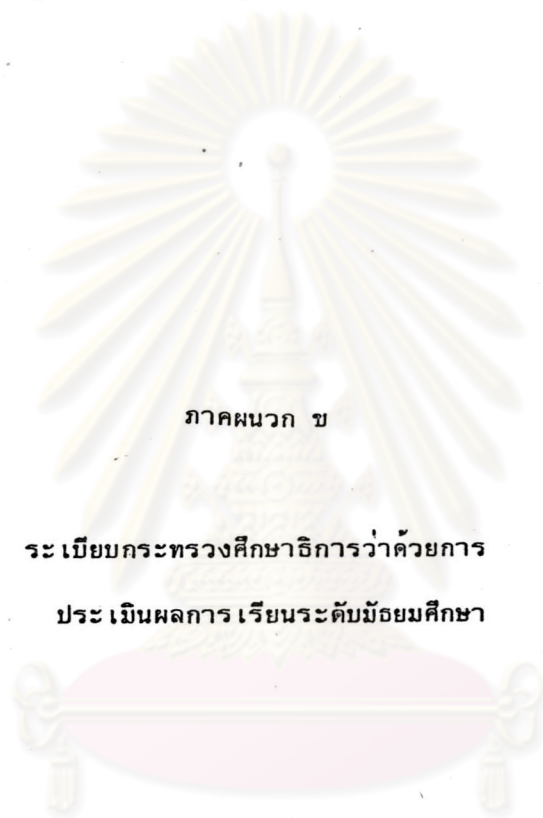 ภาคผนวก ข
ระเบียบกระทรวงศึกษาธิการว่าด้วยการ
ประเมินผลการเรียนระดับมัธยมศึกษา